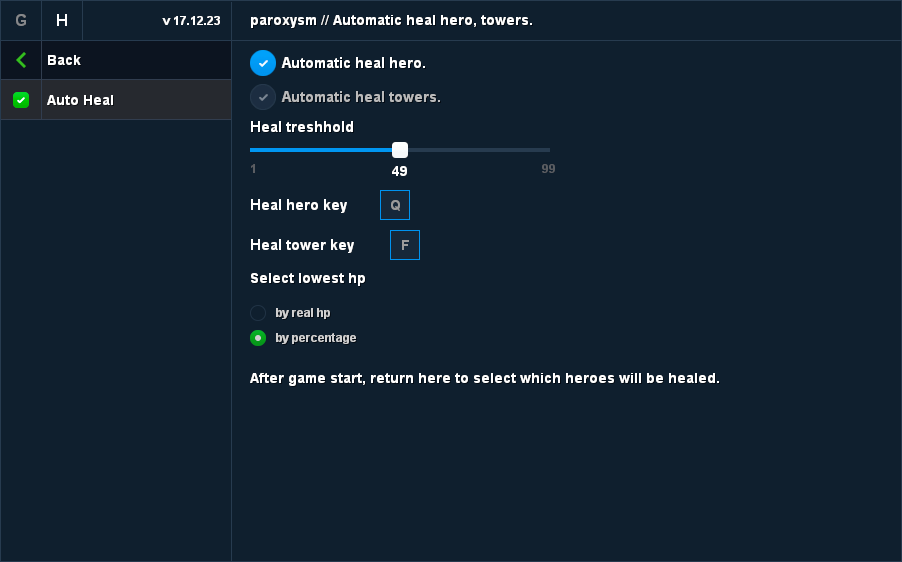 G H v 17.12.23 paroxysm // Automatic heal hero, towers.
Back
Auto Heal
Automatic heal hero.
Automatic heal towers.
Heal treshhold
1 49 99
Heal hero key Q
Heal tower key F
Select lowest hp
by real hp
by percentage
After game start, return here to select which heroes will be healed.